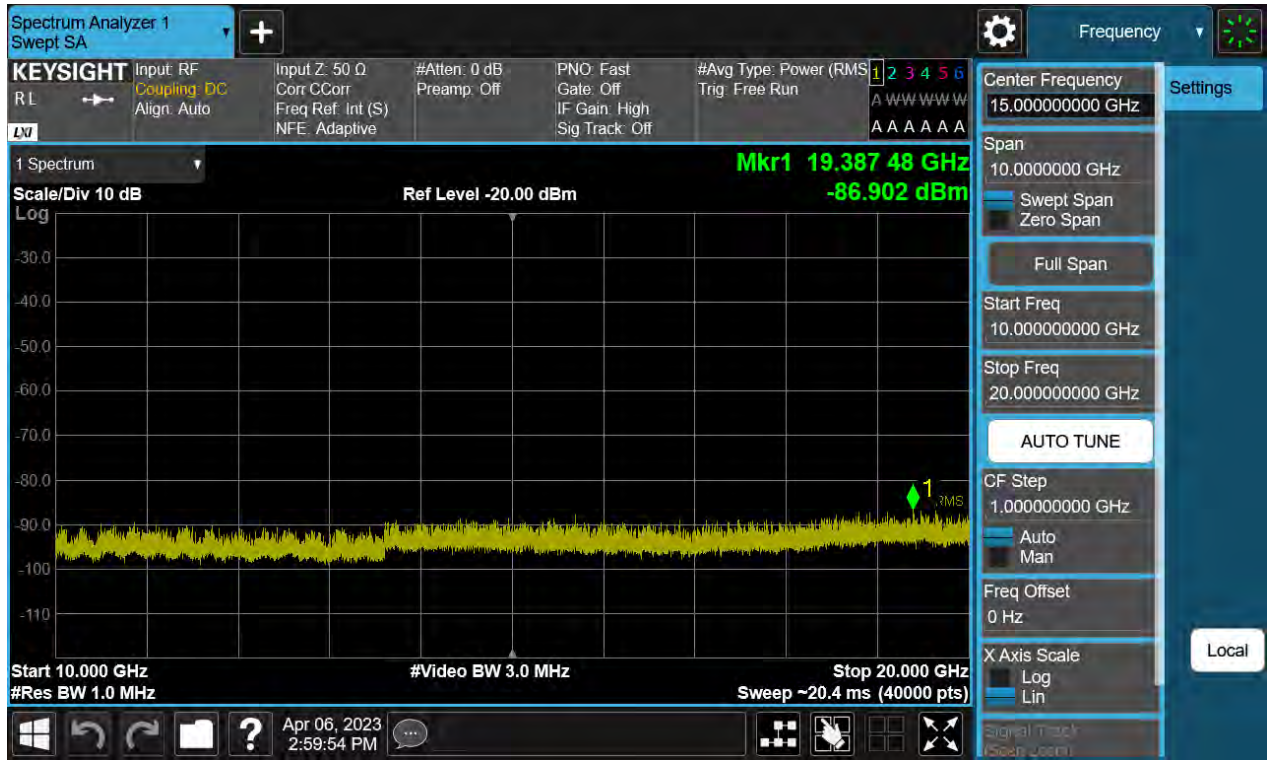 Spectrum Analyzer 1
Swept SA
Frequency
KEYSIGHT
RL
LXI
Input: RF
Coupling: DC
Align: Auto
Input Z: 50 Ω
Corr CCorr
Freq Ref: Int (S)
NFE: Adaptive
#Atten: 0 dB
Preamp: Off
PNO: Fast
Gate: Off
IF Gain: High
Sig Track: Off
#Avg Type: Power (RMS
Trig: Free Run
1 2 3 4 5 6
A W W W W W
A A A A A A
1 Spectrum
Scale/Div 10 dB
Ref Level -20.00 dBm
Mkr1 19.387 48 GHz
-86.902 dBm
Log
-30.0
-40.0
-50.0
-60.0
-70.0
-80.0
-90.0
-100
-110
1
RMS
Start 10.000 GHz
#Res BW 1.0 MHz
#Video BW 3.0 MHz
Stop 20.000 GHz
Sweep ~20.4 ms (40000 pts)
?
Apr 06, 2023
2:59:54 PM
Center Frequency
15.000000000 GHz
Span
10.0000000 GHz
Swept Span
Zero Span
Full Span
Start Freq
10.000000000 GHz
Stop Freq
20.000000000 GHz
AUTO TUNE
CF Step
1.000000000 GHz
Auto
Man
Freq Offset
0 Hz
X Axis Scale
Log
Lin
Signal Track
(Span Zoom)
Settings
Local